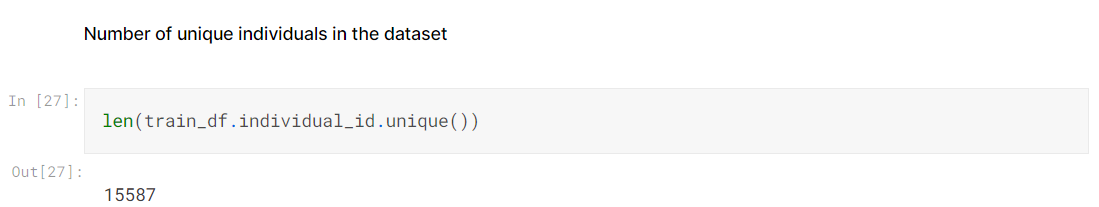 Number of unique individuals in the dataset
In [27]:
len(train_df.individual_id.unique())
Out[27]:
15587